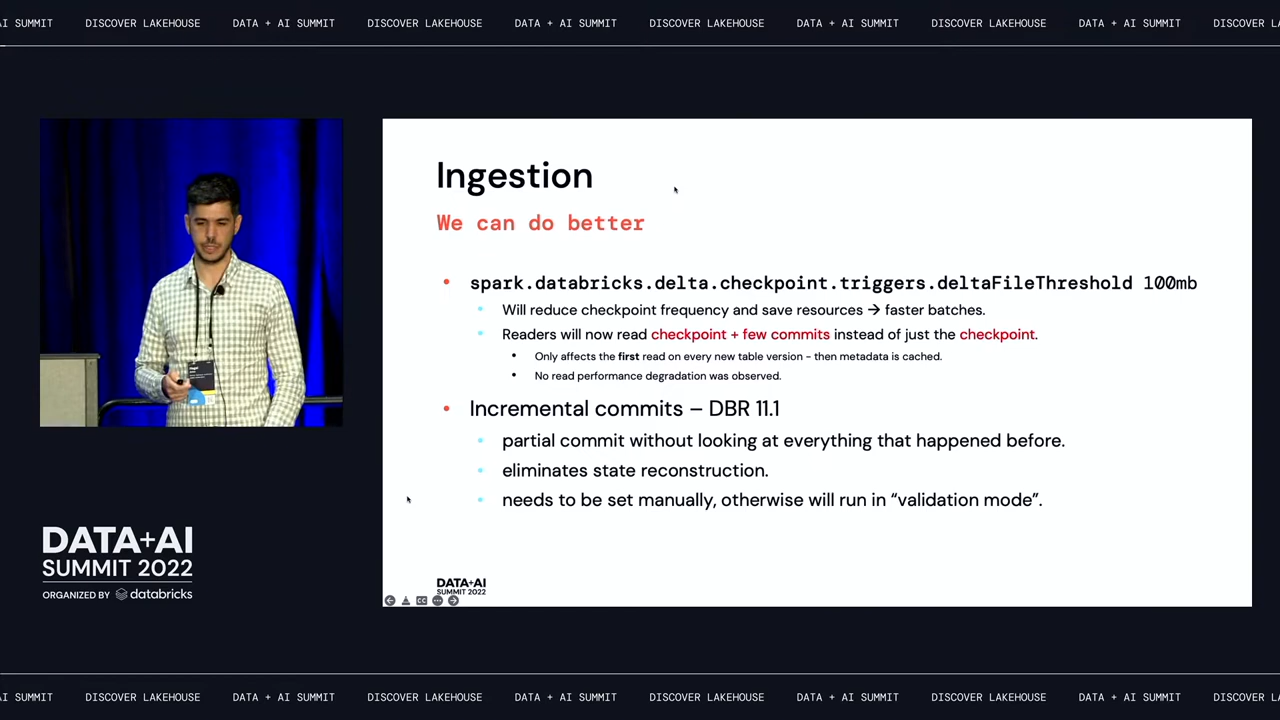 AI SUMMIT DISCOVER LAKEHOUSE DATA + AI SUMMIT DISCOVER LAKEHOUSE DATA + AI SUMMIT DISCOVER LAKEHOUSE DATA + AI SUMMIT DISCOVER LAKEHOUSE DATA + AI SUMMIT DISCOVER L
Ingestion
We can do better
• spark.databricks.delta.checkpoint.triggers.deltaFileThreshold 100mb
• Will reduce checkpoint frequency and save resources → faster batches.
• Readers will now read checkpoint + few commits instead of just the checkpoint.
• Only affects the first read on every new table version – then metadata is cached.
• No read performance degradation was observed.
• Incremental commits – DBR 11.1
• partial commit without looking at everything that happened before.
• eliminates state reconstruction.
• needs to be set manually, otherwise will run in “validation mode”.
DATA+AI
SUMMIT 2022
CC
DATA+AI
SUMMIT 2022
ORGANIZED BY databricks
AI SUMMIT DISCOVER LAKEHOUSE DATA + AI SUMMIT DISCOVER LAKEHOUSE DATA + AI SUMMIT DISCOVER LAKEHOUSE DATA + AI SUMMIT DISCOVER LAKEHOUSE DATA + AI SUMMIT DISCOVER L